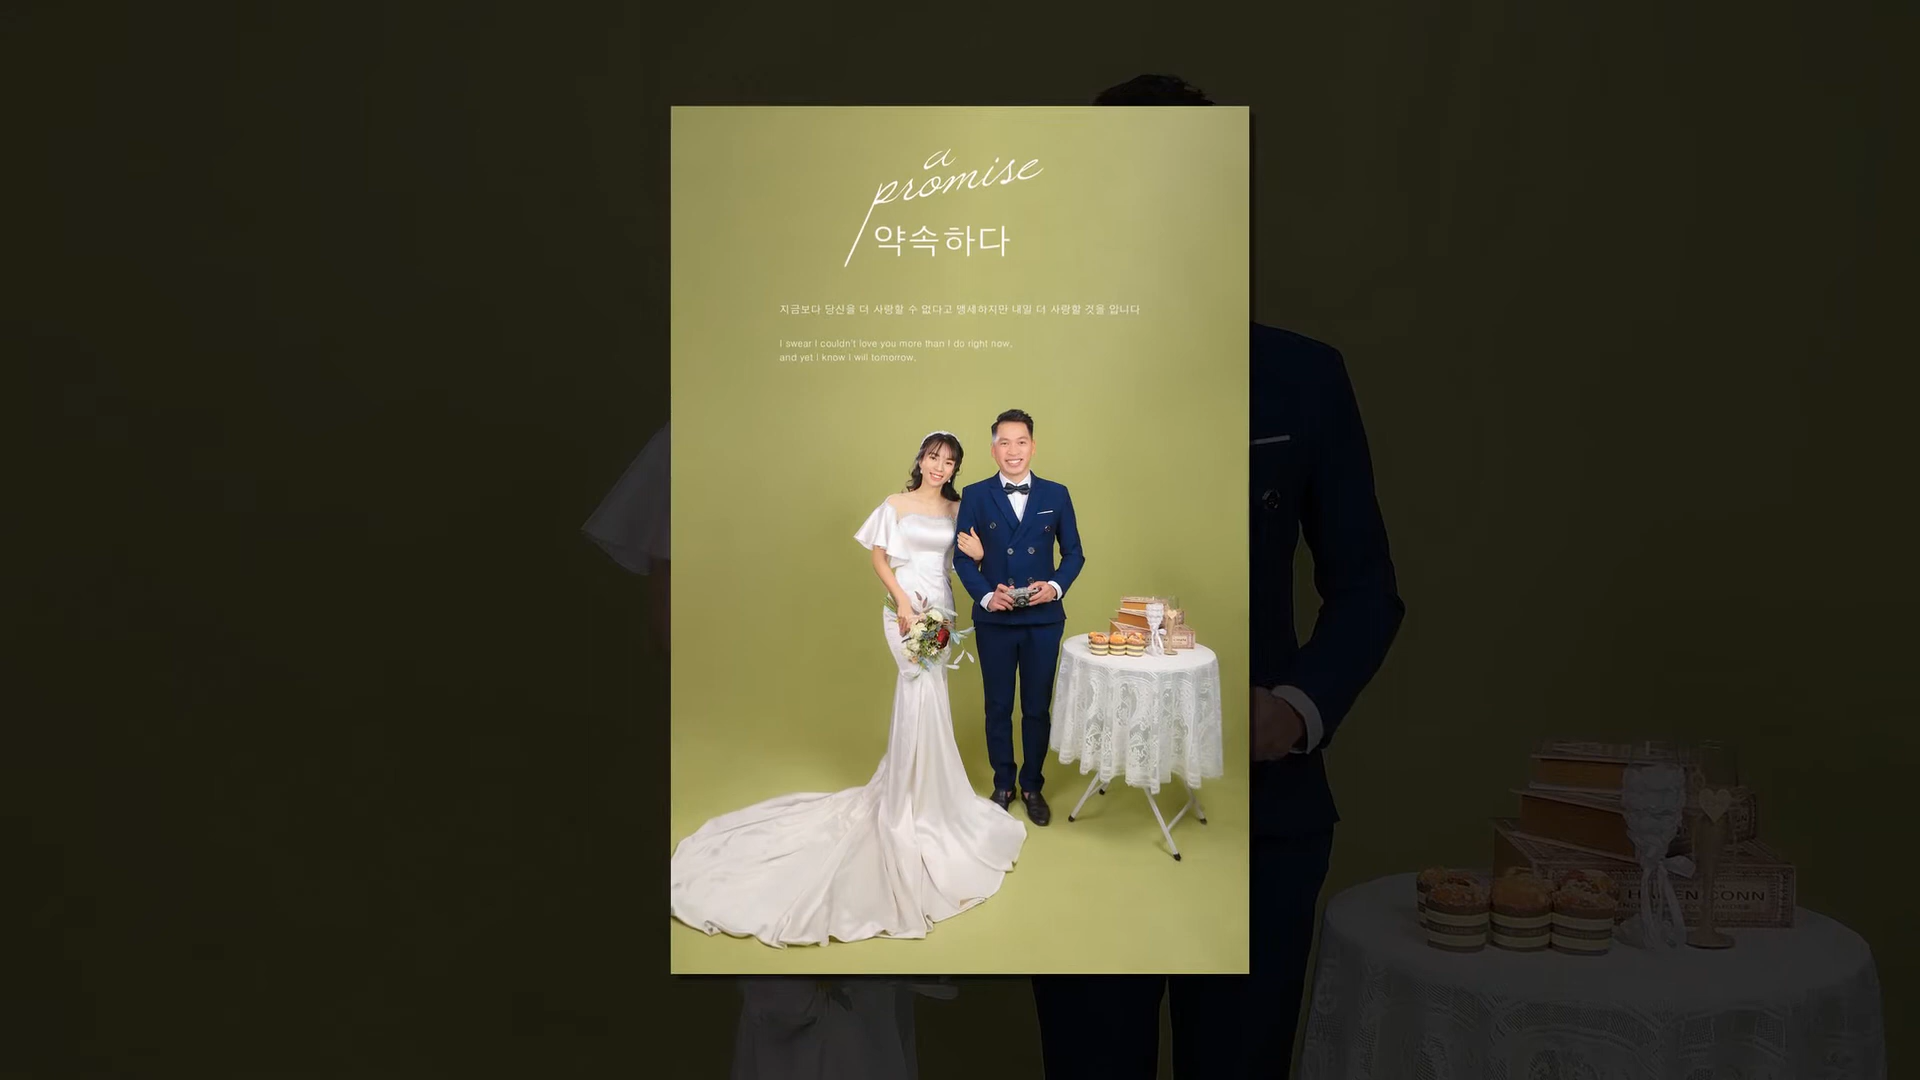 a
promise
약속하다
지금보다 당신을 더 사랑할 수 없다고 맹세하지만 내일 더 사랑할 것을 압니다
I swear I couldn't love you more than I do right now,
and yet I know I will tomorrow.